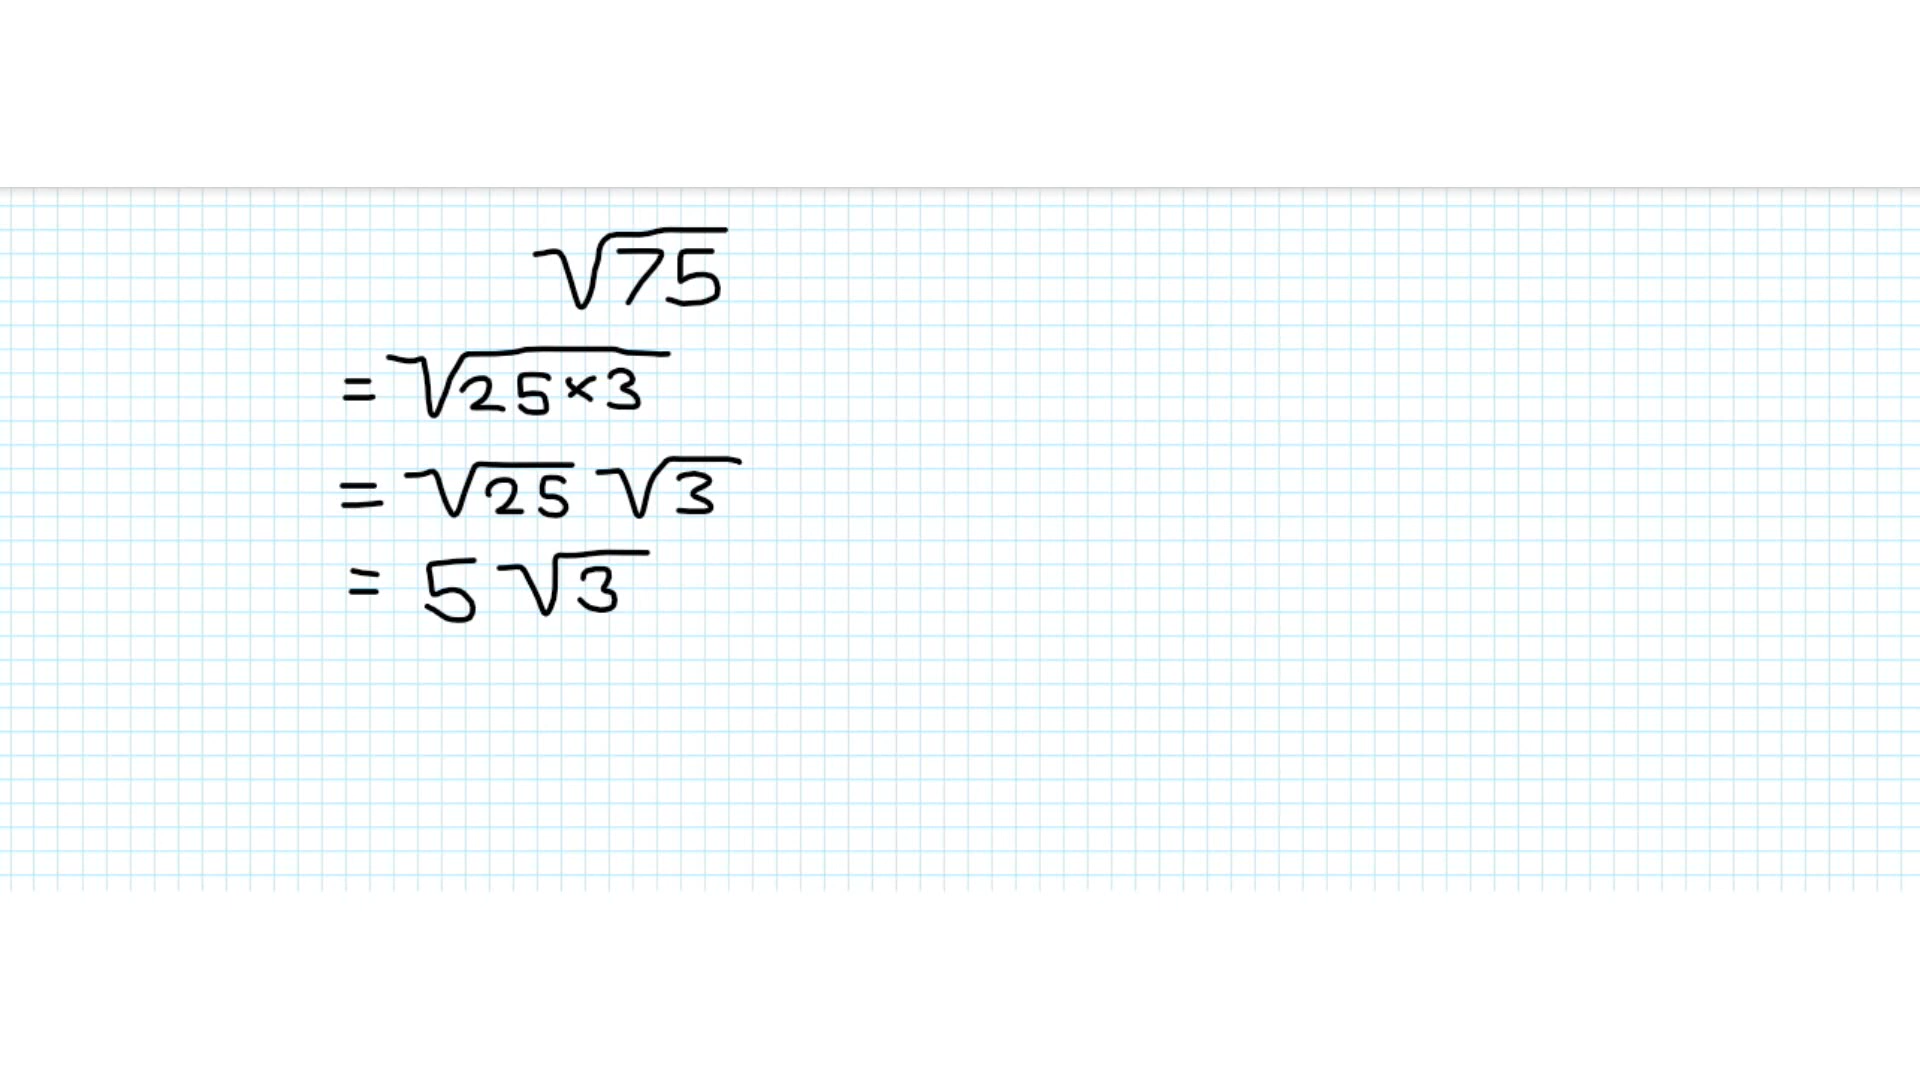 √75
= √25×3
= √25 √3
= 5 √3